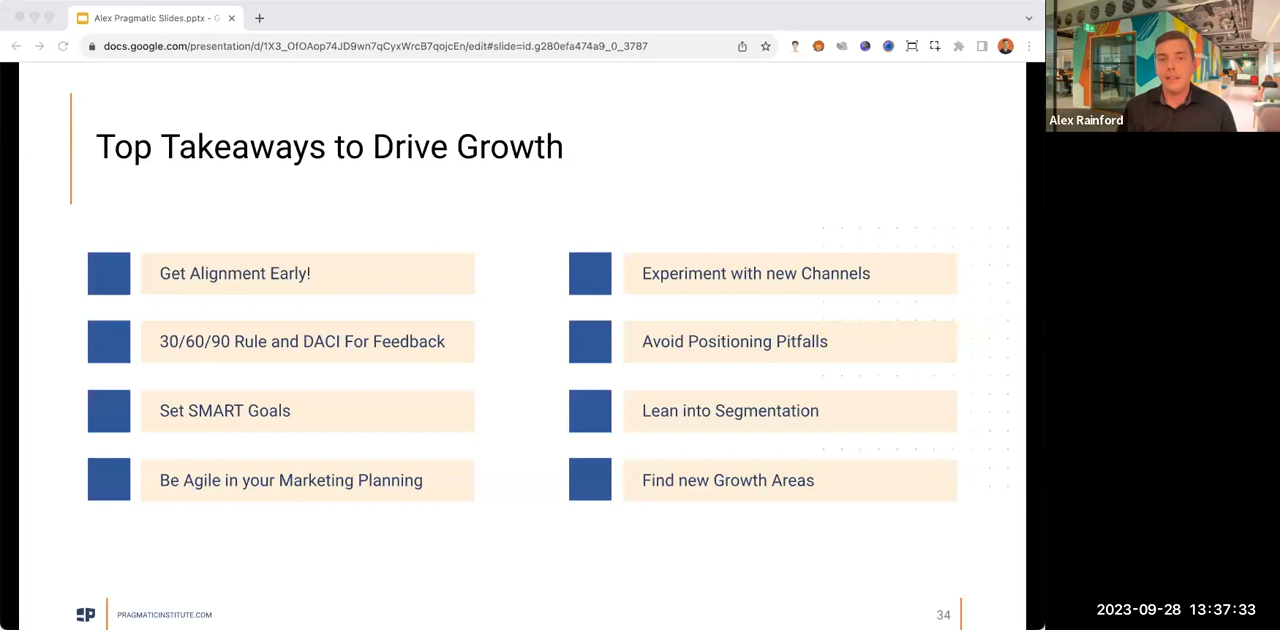 Alex Pragmatic Slides.pptx - G
docs.google.com/presentation/d/1X3_OfOAop74JD9wn7qCyxWrcB7qojcEn/edit#slide=id.g280efa474a9_0_3787
Alex Rainford
Top Takeaways to Drive Growth
Get Alignment Early!
30/60/90 Rule and DACI For Feedback
Set SMART Goals
Be Agile in your Marketing Planning
Experiment with new Channels
Avoid Positioning Pitfalls
Lean into Segmentation
Find new Growth Areas
PRAGMATICINSTITUTE.COM
34
2023-09-28 13:37:33